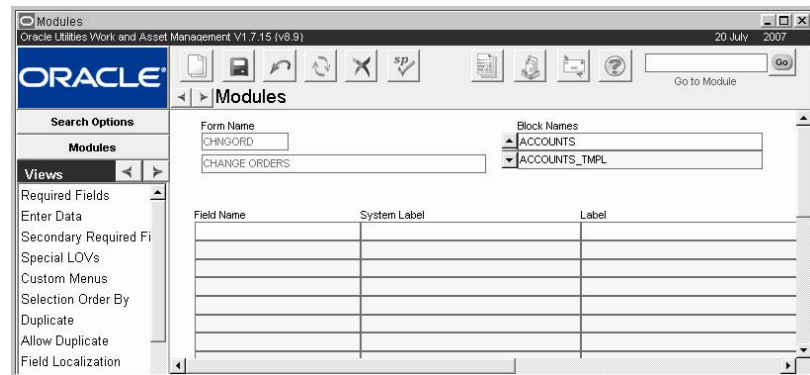 Modules
Oracle Utilities Work and Asset Management V1.7.15 (v8.9)
20 July 2007
ORACLE
sp
Go
Go to Module
Modules
Search Options
Modules
Views
Required Fields
Enter Data
Secondary Required Fi
Special LOVs
Custom Menus
Selection Order By
Duplicate
Allow Duplicate
Field Localization
Form Name
CHNGORD
CHANGE ORDERS
Block Names
ACCOUNTS
ACCOUNTS_TMPL
Field Name
System Label
Label